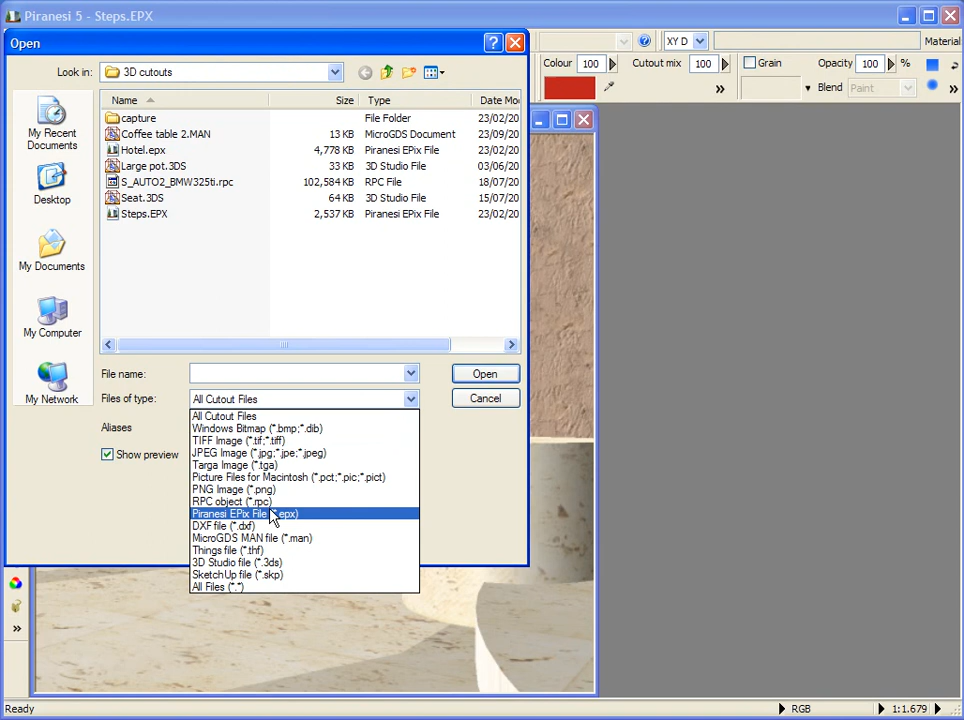 Piranesi 5 - Steps.EPX
Open
Look in: 3D cutouts
XY D
Material
Colour 100 Cutout mix 100 Grain Opacity 100 %
Blend Paint
My Recent Documents
Desktop
My Documents
My Computer
My Network
Name Size Type Date Mo
capture File Folder 23/02/20
Coffee table 2.MAN 13 KB MicroGDS Document 23/09/20
Hotel.epx 4,778 KB Piranesi EPix File 23/02/20
Large pot.3DS 33 KB 3D Studio File 03/06/20
S_AUTO2_BMW325ti.rpc 102,584 KB RPC File 18/07/20
Seat.3DS 64 KB 3D Studio File 15/07/20
Steps.EPX 2,537 KB Piranesi EPix File 23/02/20
File name: Open
Files of type: All Cutout Files Cancel
Aliases
Show preview
All Cutout Files
Windows Bitmap (*.bmp;*.dib)
TIFF Image (*.tif;*.tiff)
JPEG Image (*.jpg;*.jpe;*.jpeg)
Targa Image (*.tga)
Picture Files for Macintosh (*.pct;*.pic;*.pict)
PNG Image (*.png)
RPC object (*.rpc)
Piranesi EPix File (*.epx)
DXF file (*.dxf)
MicroGDS MAN file (*.man)
Things file (*.thf)
3D Studio file (*.3ds)
SketchUp file (*.skp)
All Files (*.*)
Ready RGB 1:1.679